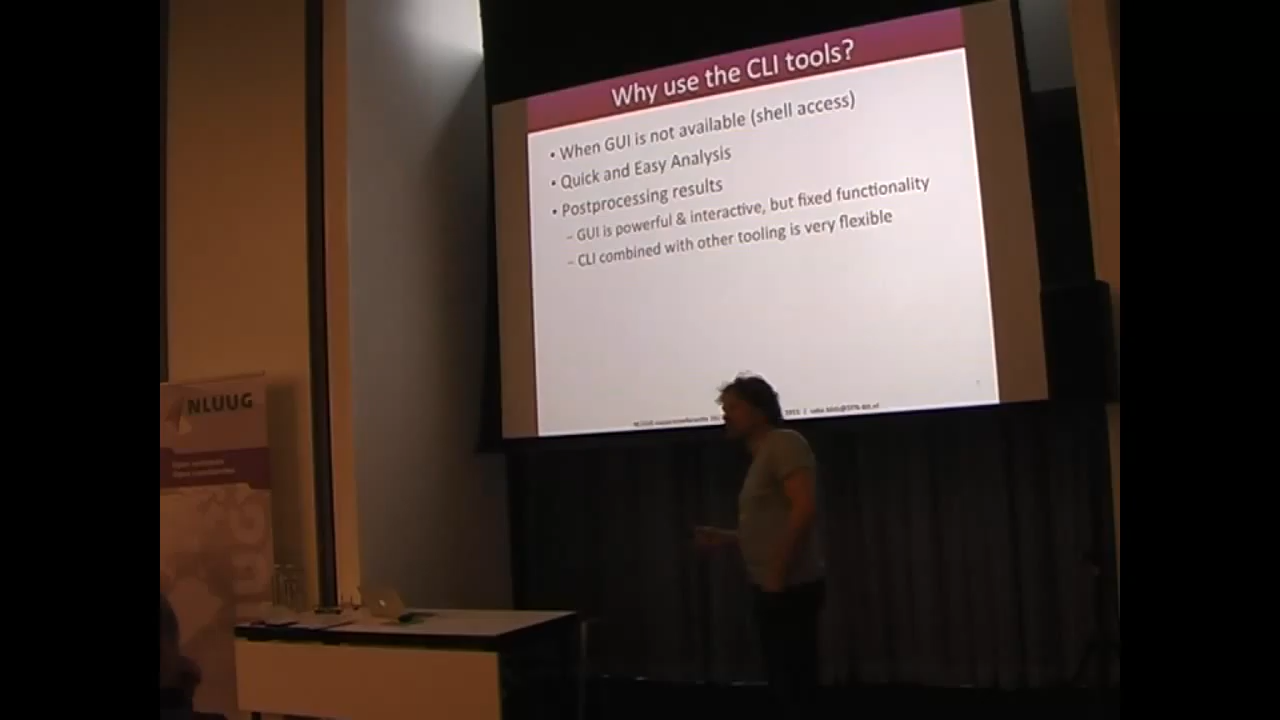 Why use the CLI tools?
• When GUI is not available (shell access)
• Quick and Easy Analysis
• Postprocessing results
– GUI is powerful & interactive, but fixed functionality
– CLI combined with other tooling is very flexible
NLUUG